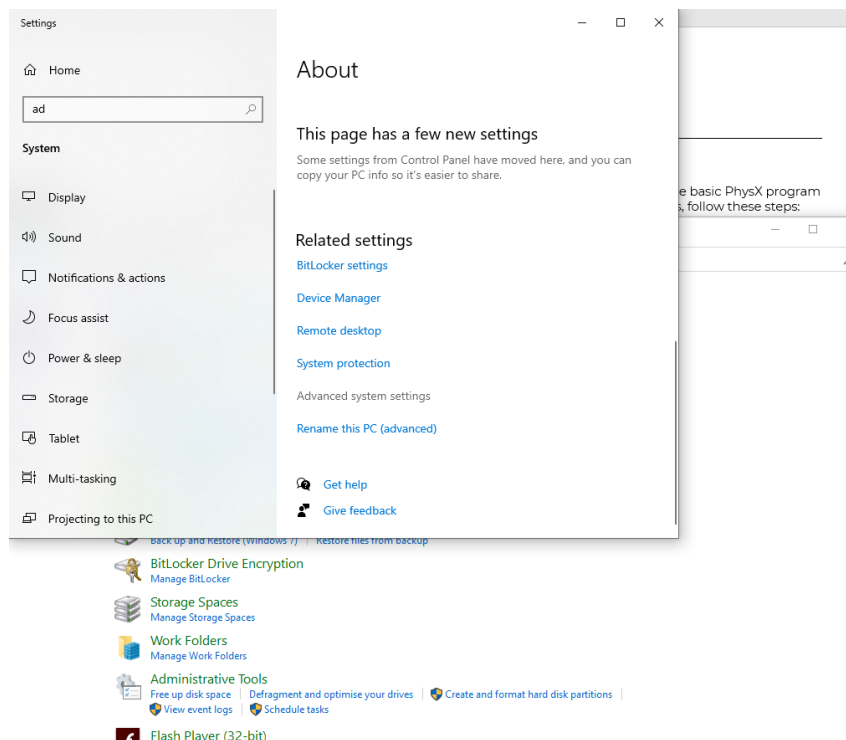 Settings
Home
ad
System
Display
Sound
Notifications & actions
Focus assist
Power & sleep
Storage
Tablet
Multi-tasking
Projecting to this PC
About
This page has a few new settings
Some settings from Control Panel have moved here, and you can
copy your PC info so it's easier to share.
Related settings
BitLocker settings
Device Manager
Remote desktop
System protection
Advanced system settings
Rename this PC (advanced)
Get help
Give feedback
e basic PhysX program
s, follow these steps:
Back up and Restore (Windows 7) Restore files from backup
BitLocker Drive Encryption
Manage BitLocker
Storage Spaces
Manage Storage Spaces
Work Folders
Manage Work Folders
Administrative Tools
Free up disk space Defragment and optimise your drives Create and format hard disk partitions
View event logs Schedule tasks
Flash Player (32-bit)